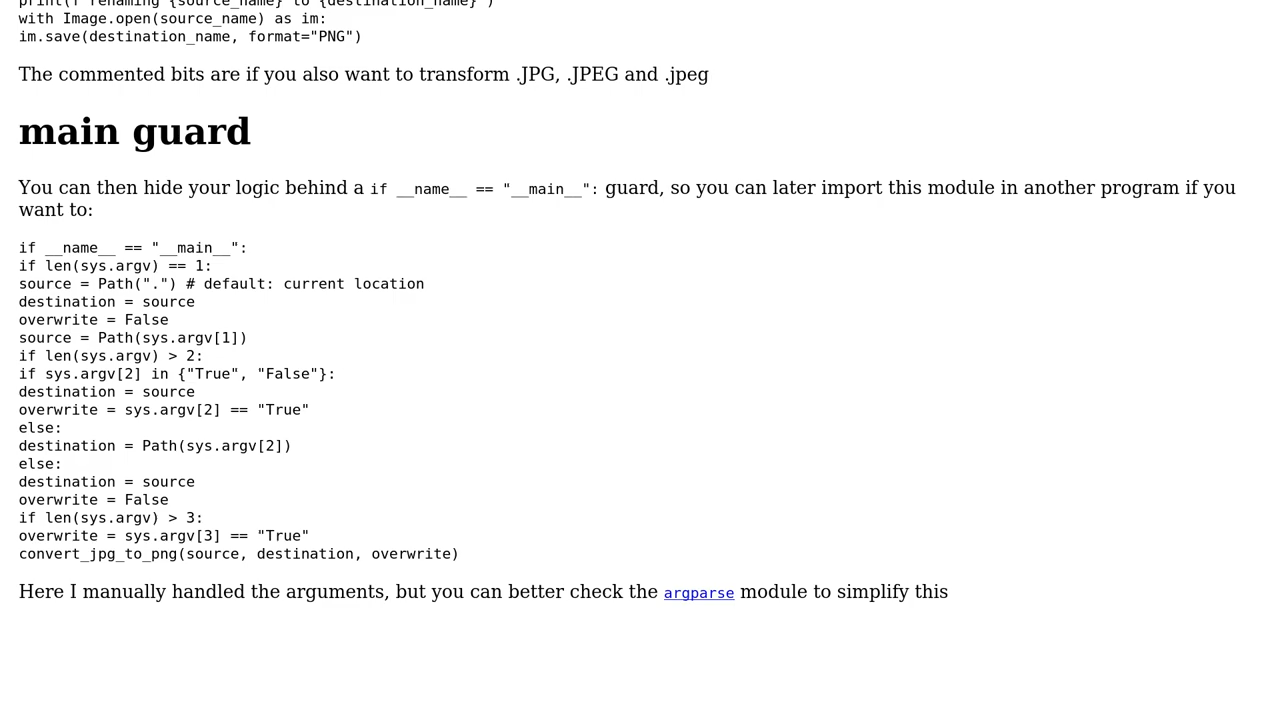 print(f"renaming {source_name} to {destination_name}")
with Image.open(source_name) as im:
im.save(destination_name, format="PNG")
The commented bits are if you also want to transform .JPG, .JPEG and .jpeg
main guard
You can then hide your logic behind a if __name__ == "__main__": guard, so you can later import this module in another program if you
want to:
if __name__ == "__main__":
if len(sys.argv) == 1:
source = Path(".") # default: current location
destination = source
overwrite = False
source = Path(sys.argv[1])
if len(sys.argv) > 2:
if sys.argv[2] in {"True", "False"}:
destination = source
overwrite = sys.argv[2] == "True"
else:
destination = Path(sys.argv[2])
else:
destination = source
overwrite = False
if len(sys.argv) > 3:
overwrite = sys.argv[3] == "True"
convert_jpg_to_png(source, destination, overwrite)
Here I manually handled the arguments, but you can better check the argparse module to simplify this